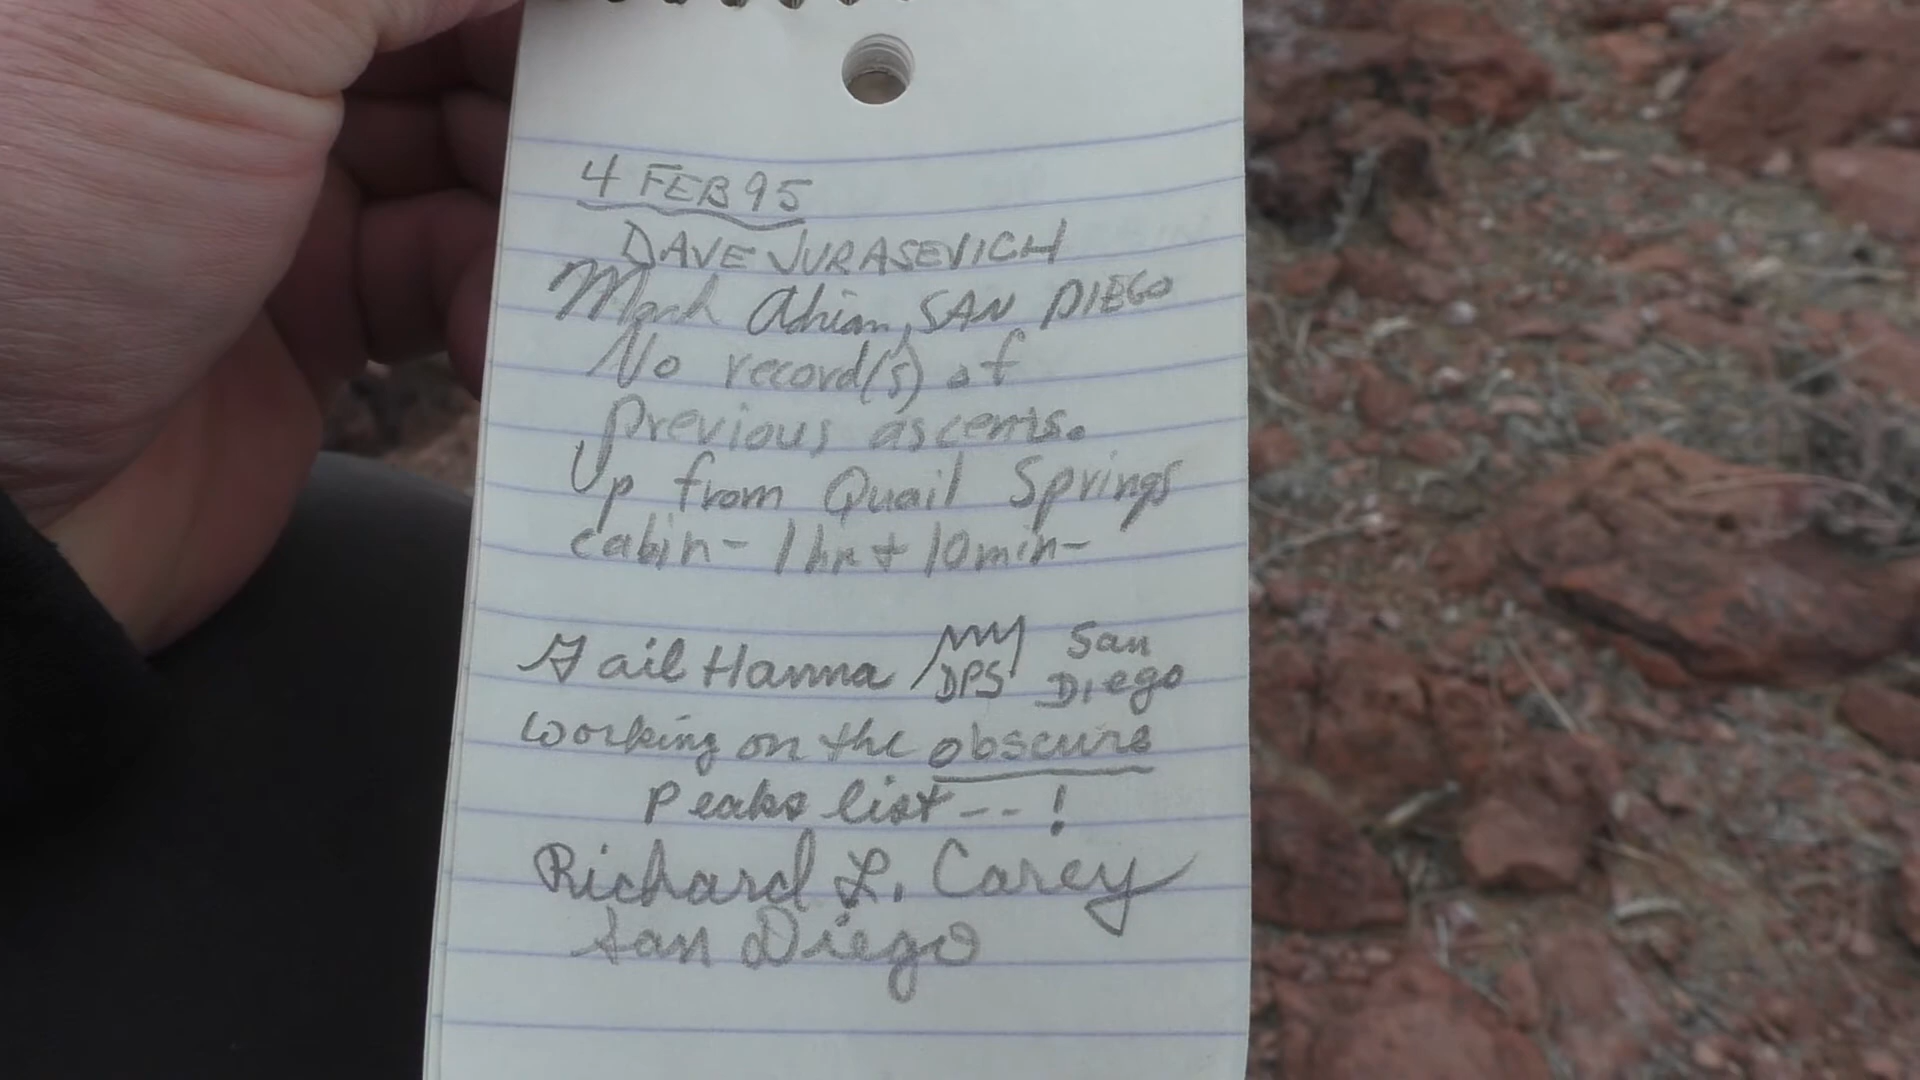 4 FEB 95
DAVE JURASEVICH
Mark Adrian, SAN DIEGO
No record(s) of
previous ascents.
Up from Quail Springs
cabin - 1 hr + 10 min -
Gail Hanna DPS San Diego
working on the obscure
Peaks list -- !
Richard L. Carey
San Diego